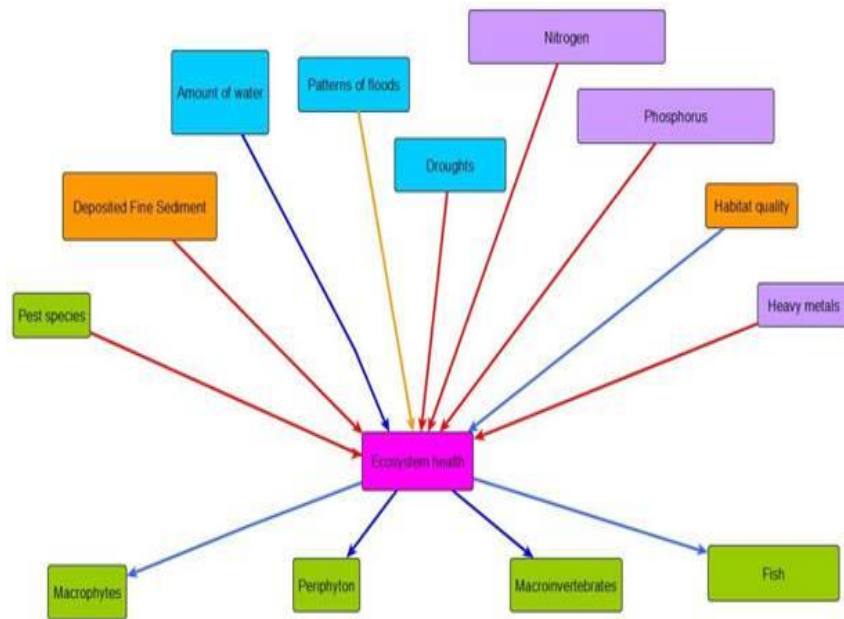 Nitrogen
Amount of water
Patterns of floods
Phosphorus
Droughts
Deposited Fine Sediment
Habitat quality
Pest species
Heavy metals
Ecosystem health
Macrophytes
Periphyton
Macroinvertebrates
Fish